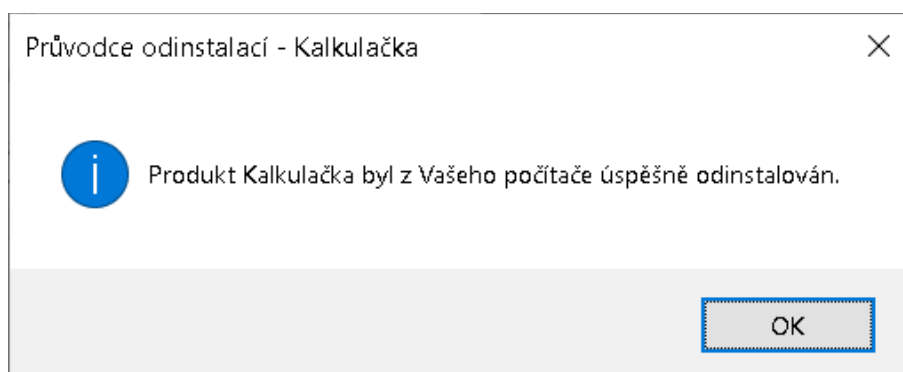 Průvodce odinstalací - Kalkulačka
Produkt Kalkulačka byl z Vašeho počítače úspěšně odinstalován.
OK